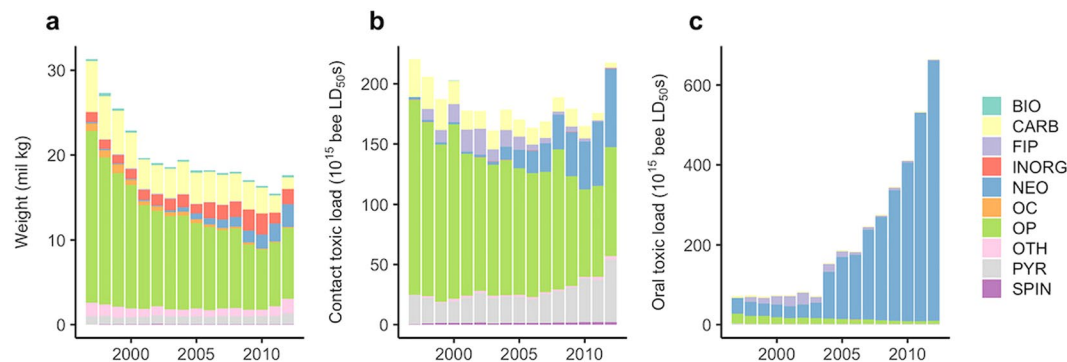 a
Weight (mil kg)
30
20
10
0
2000 2005 2010
b
Contact toxic load (10¹⁵ bee LD₅₀s)
200
150
100
50
0
2000 2005 2010
c
Oral toxic load (10¹⁵ bee LD₅₀s)
600
400
200
0
2000 2005 2010
BIO
CARB
FIP
INORG
NEO
OC
OP
OTH
PYR
SPIN